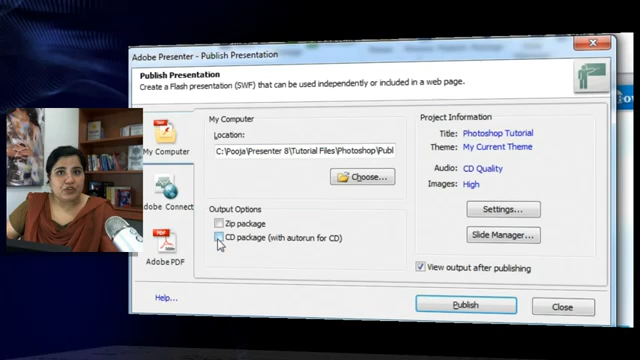 Adobe Presenter - Publish Presentation
Publish Presentation
Create a Flash presentation (SWF) that can be used independently or included in a web page.
My Computer
Adobe Connect
Adobe PDF
My Computer
Location:
C:\Pooja\Presenter 8\Tutorial Files\Photoshop\Publ
Choose...
Output Options
Zip package
CD package (with autorun for CD)
Project Information
Title: Photoshop Tutorial
Theme: My Current Theme
Audio: CD Quality
Images: High
Settings...
Slide Manager...
View output after publishing
Help...
Publish
Close